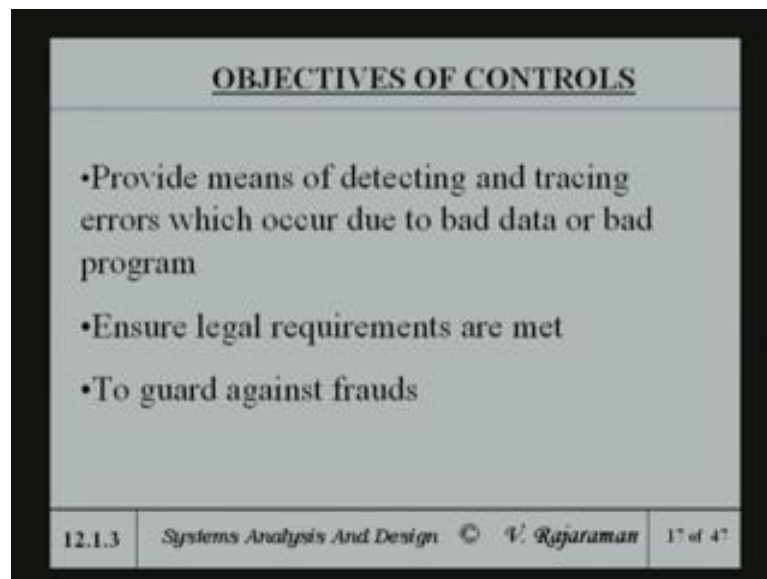 OBJECTIVES OF CONTROLS
•Provide means of detecting and tracing
errors which occur due to bad data or bad
program
•Ensure legal requirements are met
•To guard against frauds
12.1.3 Systems Analysis And Design © V. Rajaraman 17 of 47